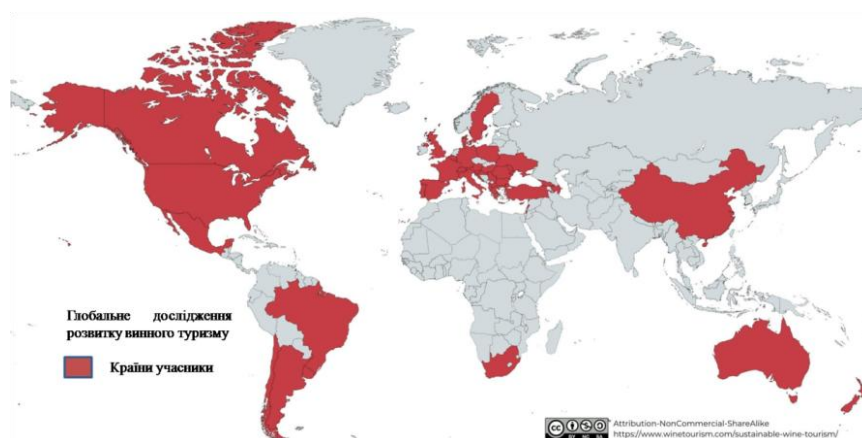 Глобальне дослідження
розвитку винного туризму
Країни учасники
Attribution-NonCommercial-ShareAlike
https://www.winetourism.com/sustainable-wine-tourism/